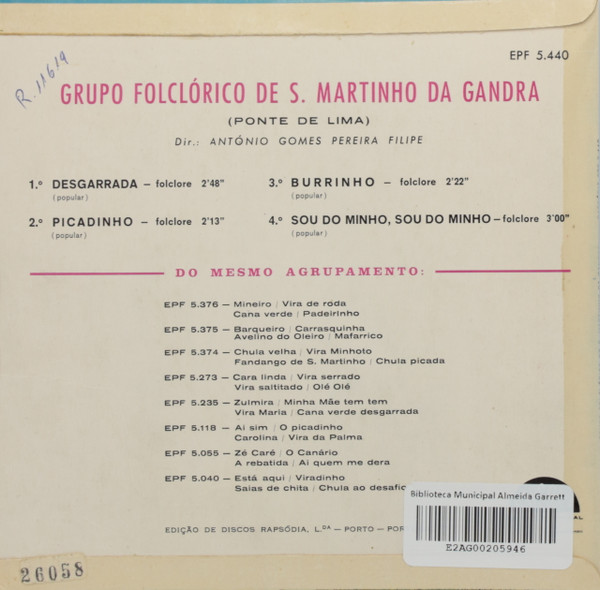 EPF 5.440
R.11619
GRUPO FOLCLÓRICO DE S. MARTINHO DA GANDRA
(PONTE DE LIMA)
Dir.: ANTÓNIO GOMES PEREIRA FILIPE
1.º DESGARRADA – folclore 2'48"
(popular)
2.º PICADINHO – folclore 2'13"
(popular)
3.º BURRINHO – folclore 2'22"
(popular)
4.º SOU DO MINHO, SOU DO MINHO – folclore 3'00"
(popular)
DO MESMO AGRUPAMENTO:
EPF 5.376 — Mineiro / Vira de roda
Cana verde / Padeirinho
EPF 5.375 — Barqueiro / Carrasquinha
Avelino do Oleiro / Mafarrico
EPF 5.374 — Chula velha / Vira Minhoto
Fandango de S. Martinho / Chula picada
EPF 5.273 — Cara linda / Vira serrado
Vira saltitado / Olé Olé
EPF 5.235 — Zulmira / Minha Mãe tem tem
Vira Maria / Cana verde desgarrada
EPF 5.118 — Ai sim / O picadinho
Carolina / Vira da Palma
EPF 5.055 — Zé Caré / O Canário
A rebatida / Ai quem me dera
EPF 5.040 — Está aqui / Viradinho
Saias de chita / Chula ao desafio
EDIÇÃO DE DISCOS RAPSÓDIA, L.DA — PORTO — POR
Biblioteca Municipal Almeida Garrett
E2AG00205946
26058